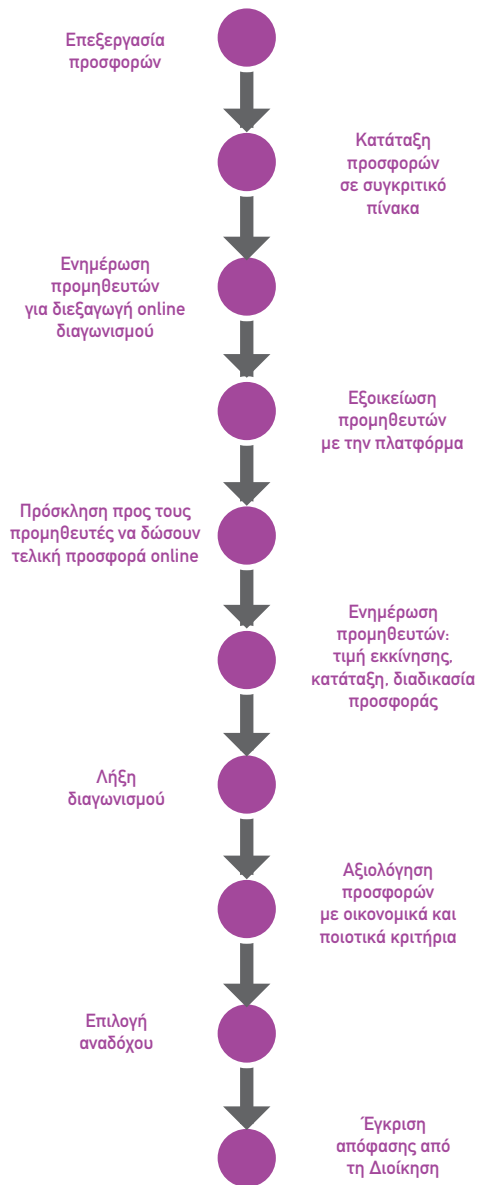 Επεξεργασία
προσφορών
Κατάταξη
προσφορών
σε συγκριτικό
πίνακα
Ενημέρωση
προμηθευτών
για διεξαγωγή online
διαγωνισμού
Εξοικείωση
προμηθευτών
με την πλατφόρμα
Πρόσκληση προς τους
προμηθευτές να δώσουν
τελική προσφορά online
Ενημέρωση
προμηθευτών:
τιμή εκκίνησης,
κατάταξη, διαδικασία
προσφοράς
Λήξη
διαγωνισμού
Αξιολόγηση
προσφορών
με οικονομικά και
ποιοτικά κριτήρια
Επιλογή
αναδόχου
Έγκριση
απόφασης από
τη Διοίκηση